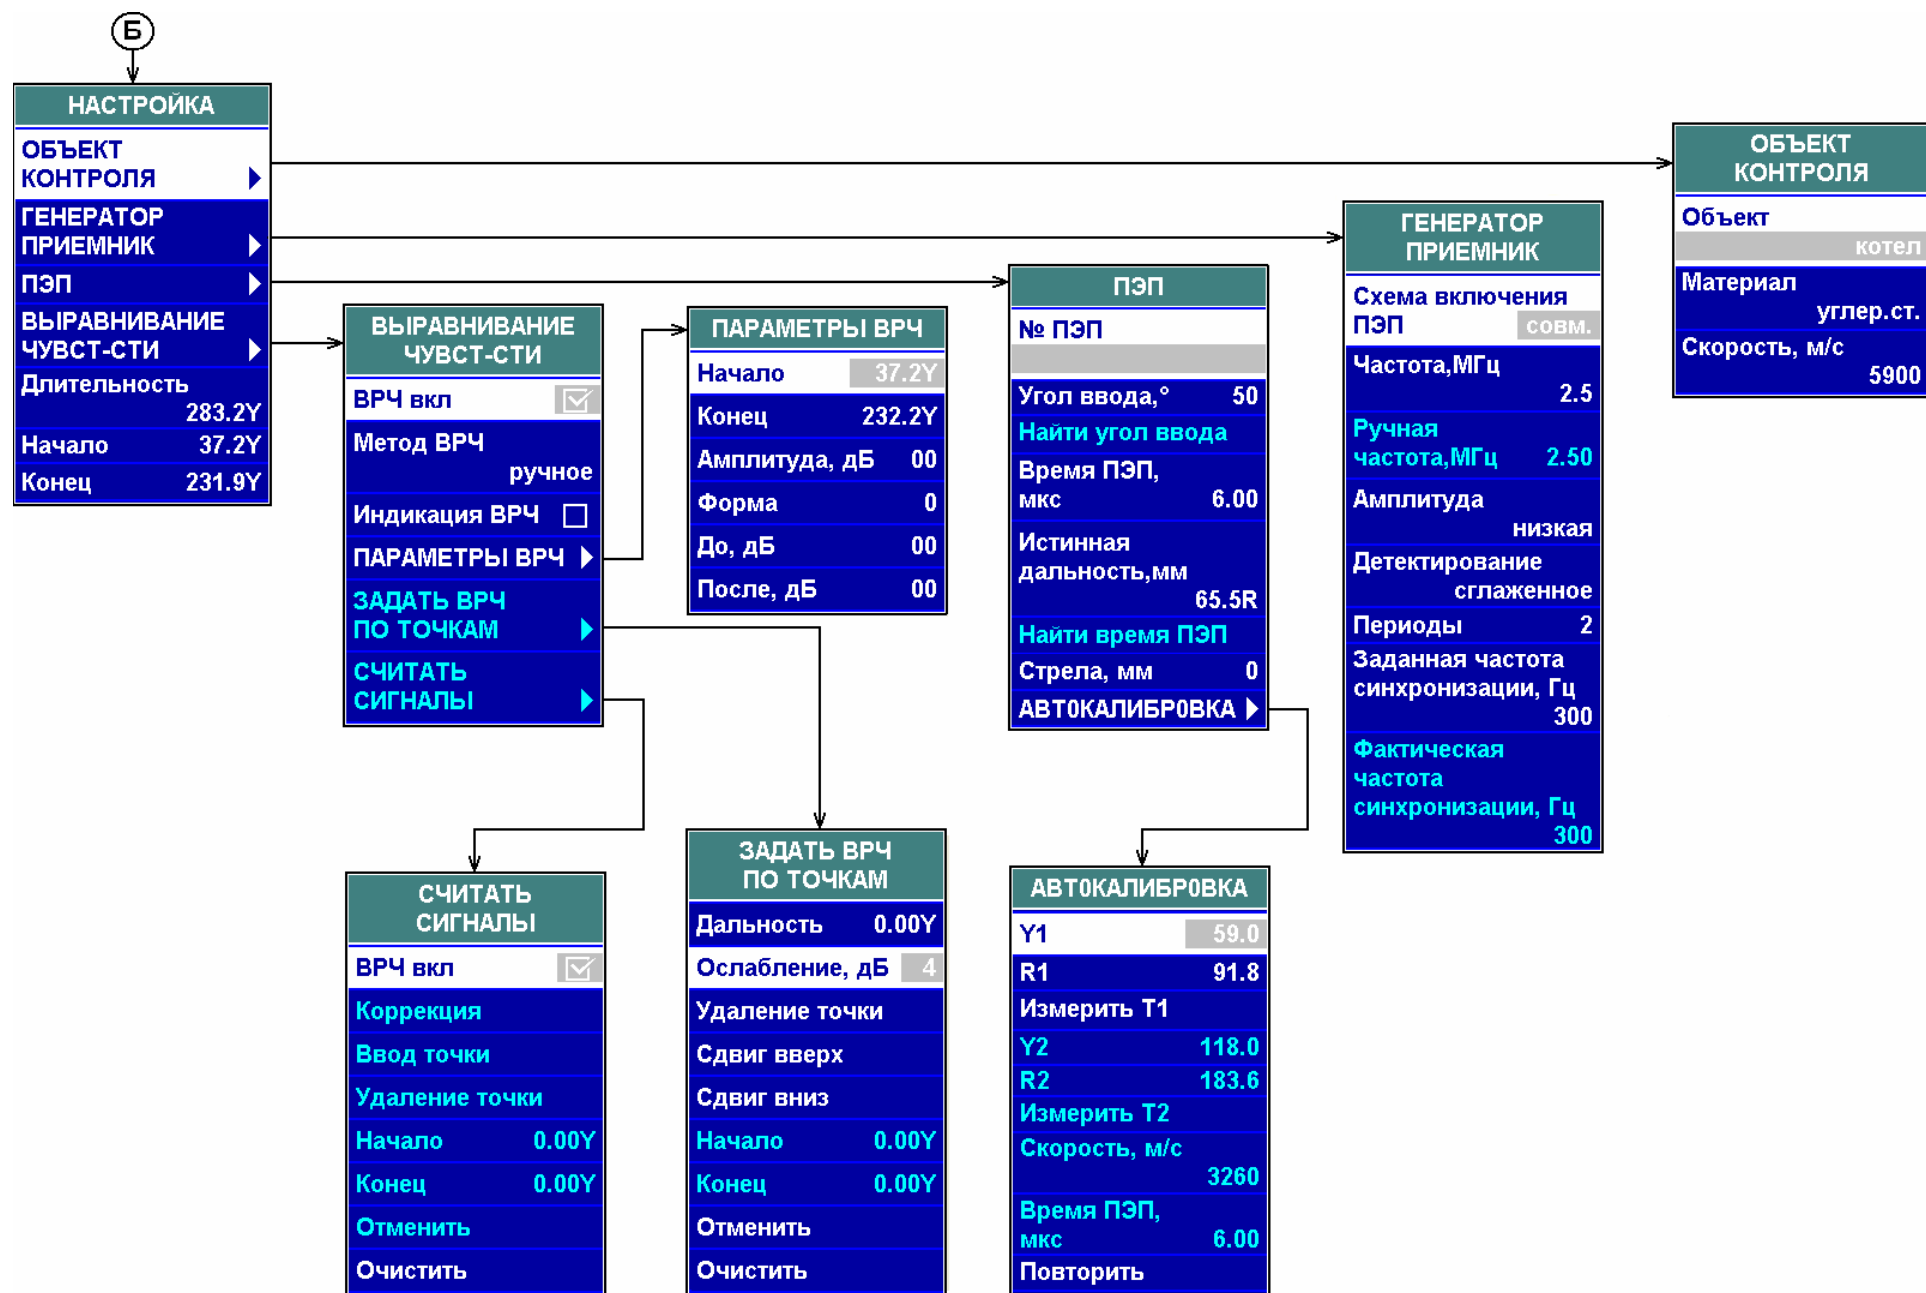 Б
НАСТРОЙКА
ОБЪЕКТ
КОНТРОЛЯ
ГЕНЕРАТОР
ПРИЕМНИК
ПЭП
ВЫРАВНИВАНИЕ
ЧУВСТ-СТИ
Длительность
283.2Y
Начало 37.2Y
Конец 231.9Y
ВЫРАВНИВАНИЕ
ЧУВСТ-СТИ
ВРЧ вкл
Метод ВРЧ
ручное
Индикация ВРЧ
ПАРАМЕТРЫ ВРЧ
ЗАДАТЬ ВРЧ
ПО ТОЧКАМ
СЧИТАТЬ
СИГНАЛЫ
ПАРАМЕТРЫ ВРЧ
Начало 37.2Y
Конец 232.2Y
Амплитуда, дБ 00
Форма 0
До, дБ 00
После, дБ 00
ПЭП
№ ПЭП
Угол ввода,° 50
Найти угол ввода
Время ПЭП,
мкс 6.00
Истинная
дальность,мм
65.5R
Найти время ПЭП
Стрела, мм 0
АВТ0КАЛИБР0ВКА
ГЕНЕРАТОР
ПРИЕМНИК
Схема включения
ПЭП совм.
Частота,МГц
2.5
Ручная
частота,МГц 2.50
Амплитуда
низкая
Детектирование
сглаженное
Периоды 2
Заданная частота
синхронизации, Гц
300
Фактическая
частота
синхронизации, Гц
300
ОБЪЕКТ
КОНТРОЛЯ
Объект
котел
Материал
углер.ст.
Скорость, м/с
5900
СЧИТАТЬ
СИГНАЛЫ
ВРЧ вкл
Коррекция
Ввод точки
Удаление точки
Начало 0.00Y
Конец 0.00Y
Отменить
Очистить
ЗАДАТЬ ВРЧ
ПО ТОЧКАМ
Дальность 0.00Y
Ослабление, дБ 4
Удаление точки
Сдвиг вверх
Сдвиг вниз
Начало 0.00Y
Конец 0.00Y
Отменить
Очистить
АВТ0КАЛИБР0ВКА
Y1 59.0
R1 91.8
Измерить Т1
Y2 118.0
R2 183.6
Измерить Т2
Скорость, м/с
3260
Время ПЭП,
мкс 6.00
Повторить